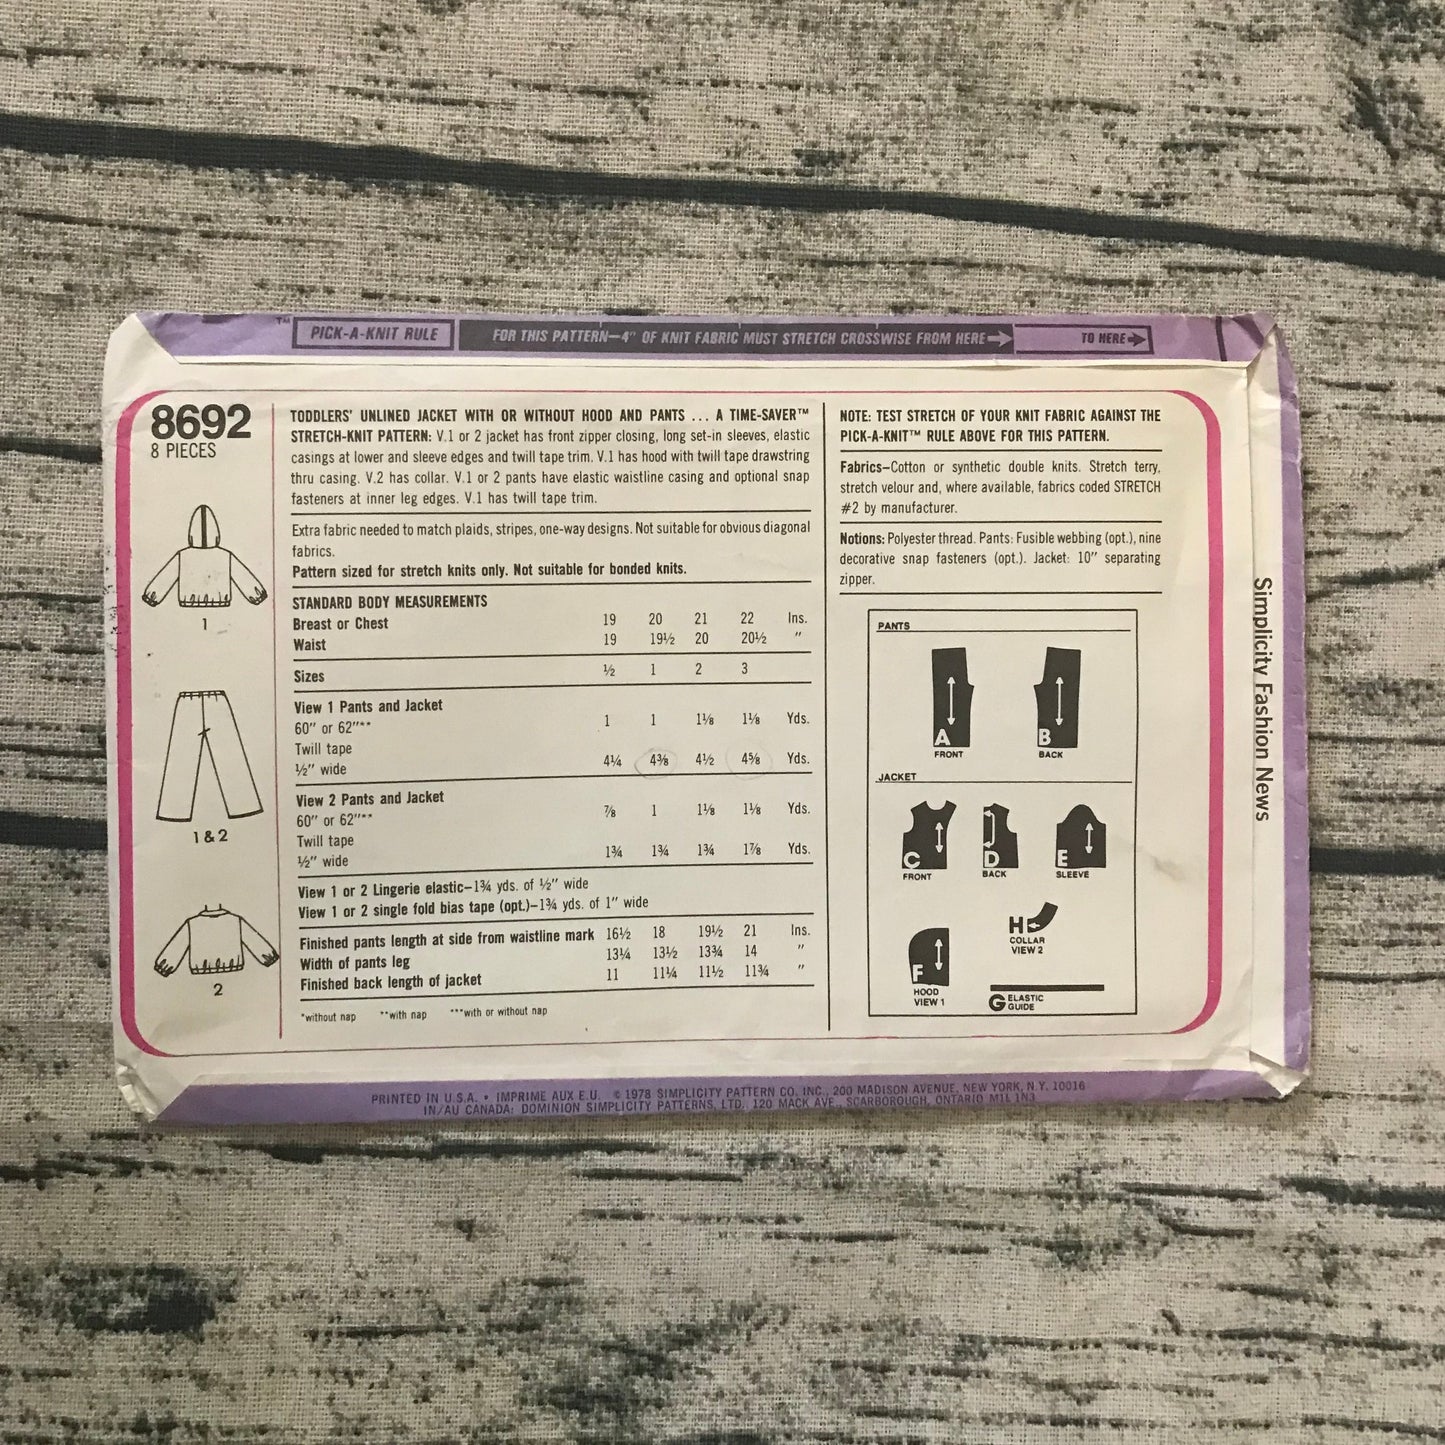 ™ PICK-A-KNIT RULE FOR THIS PATTERN—4" OF KNIT FABRIC MUST STRETCH CROSSWISE FROM HERE→ TO HERE→
8692
8 PIECES
1
1 & 2
2
TODDLERS' UNLINED JACKET WITH OR WITHOUT HOOD AND PANTS ... A TIME-SAVER™
STRETCH-KNIT PATTERN: V.1 or 2 jacket has front zipper closing, long set-in sleeves, elastic
casings at lower and sleeve edges and twill tape trim. V.1 has hood with twill tape drawstring
thru casing. V.2 has collar. V.1 or 2 pants have elastic waistline casing and optional snap
fasteners at inner leg edges. V.1 has twill tape trim.
Extra fabric needed to match plaids, stripes, one-way designs. Not suitable for obvious diagonal
fabrics.
Pattern sized for stretch knits only. Not suitable for bonded knits.
STANDARD BODY MEASUREMENTS
Breast or Chest 19 20 21 22 Ins.
Waist 19 19½ 20 20½ "
Sizes ½ 1 2 3
View 1 Pants and Jacket
60" or 62"** 1 1 1⅛ 1⅛ Yds.
Twill tape
½" wide 4¼ 4⅜ 4½ 4⅝ Yds.
View 2 Pants and Jacket
60" or 62"** ⅞ 1 1⅛ 1⅛ Yds.
Twill tape
½" wide 1¾ 1¾ 1¾ 1⅞ Yds.
View 1 or 2 Lingerie elastic—1¾ yds. of ½" wide
View 1 or 2 single fold bias tape (opt.)—1¾ yds. of 1" wide
Finished pants length at side from waistline mark 16½ 18 19½ 21 Ins.
Width of pants leg 13¼ 13½ 13¾ 14 "
Finished back length of jacket 11 11¼ 11½ 11¾ "
*without nap **with nap ***with or without nap
NOTE: TEST STRETCH OF YOUR KNIT FABRIC AGAINST THE
PICK-A-KNIT™ RULE ABOVE FOR THIS PATTERN.
Fabrics—Cotton or synthetic double knits. Stretch terry,
stretch velour and, where available, fabrics coded STRETCH
#2 by manufacturer.
Notions: Polyester thread. Pants: Fusible webbing (opt.), nine
decorative snap fasteners (opt.). Jacket: 10" separating
zipper.
PANTS
A B
FRONT BACK
JACKET
C D E
FRONT BACK SLEEVE
H
COLLAR
VIEW 2
F
HOOD
VIEW 1
G ELASTIC
GUIDE
Simplicity Fashion News
PRINTED IN U.S.A. • IMPRIME AUX E.U. © 1978 SIMPLICITY PATTERN CO. INC., 200 MADISON AVENUE, NEW YORK, N.Y. 10016
IN/AU CANADA: DOMINION SIMPLICITY PATTERNS, LTD., 120 MACK AVE., SCARBOROUGH, ONTARIO M1L 1N3